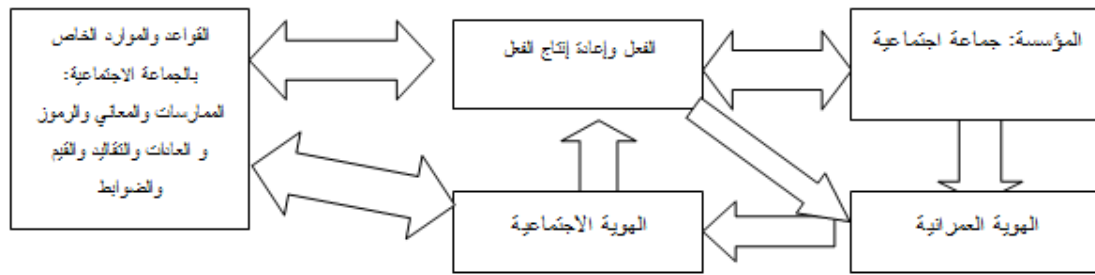 المؤسسة: جماعة اجتماعية
الفعل وإعادة إنتاج الفعل
القواعد والموارد الخاص
بالجماعة الاجتماعية:
الممارسات والمعاني والرموز
و العادات والتقاليد والقيم
والضوابط
الهوية العمرانية
الهوية الاجتماعية